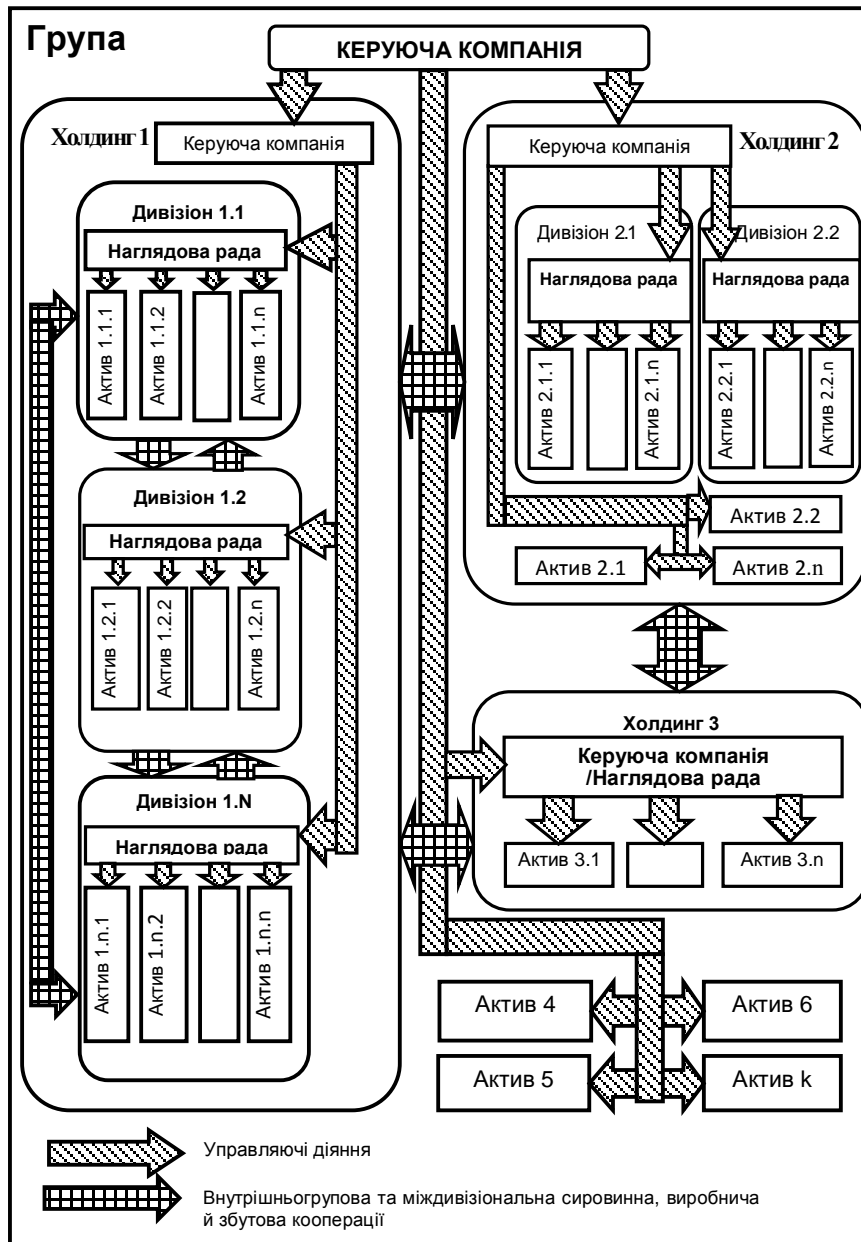 Група
КЕРУЮЧА КОМПАНІЯ
Холдинг 1
Керуюча компанія
Дивізіон 1.1
Наглядова рада
Актив 1.1.1
Актив 1.1.2
Актив 1.1.n
Дивізіон 1.2
Наглядова рада
Актив 1.2.1
Актив 1.2.2
Актив 1.2.n
Дивізіон 1.N
Наглядова рада
Актив 1.n.1
Актив 1.n.2
Актив 1.n.n
Холдинг 2
Керуюча компанія
Дивізіон 2.1
Наглядова рада
Актив 2.1.1
Актив 2.1.n
Дивізіон 2.2
Наглядова рада
Актив 2.2.1
Актив 2.2.n
Актив 2.2
Актив 2.1
Актив 2.n
Холдинг 3
Керуюча компанія
/Наглядова рада
Актив 3.1
Актив 3.n
Актив 4
Актив 6
Актив 5
Актив k
Управляючі діяння
Внутрішньогрупова та міждивізіональна сировинна, виробнича
й збутова кооперації